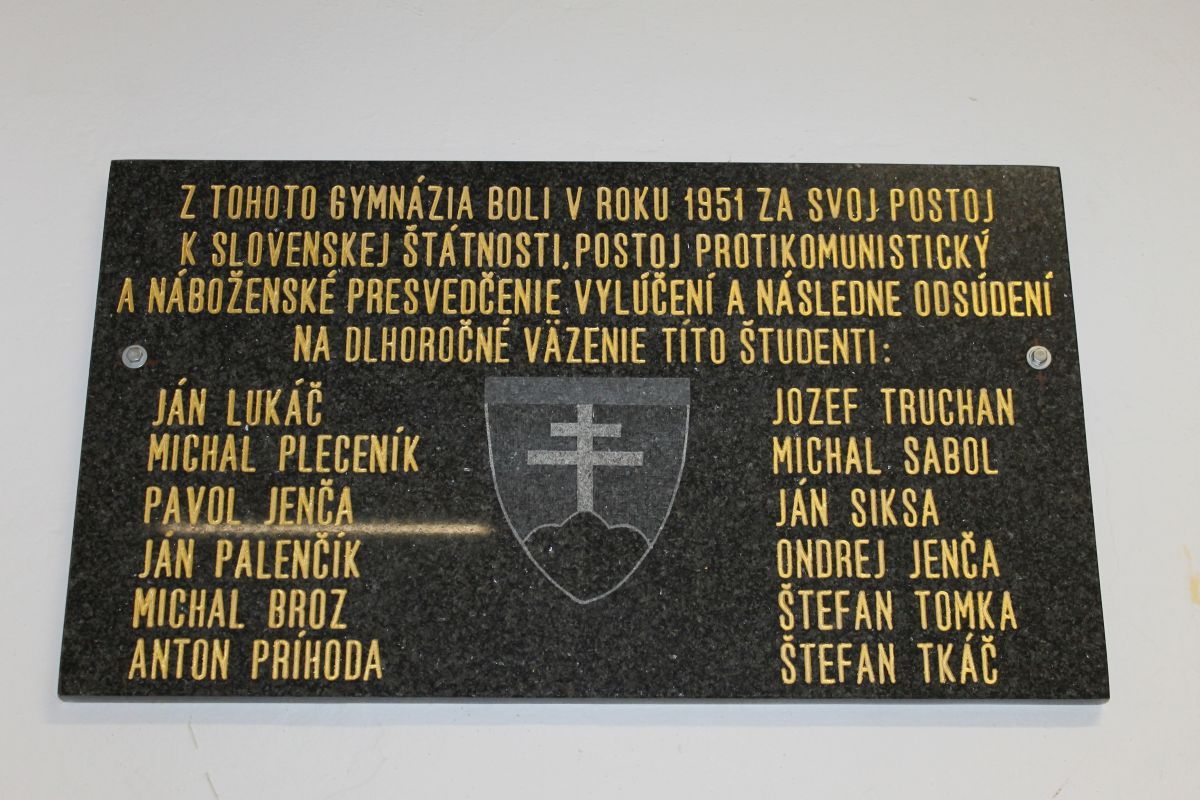 Z TOHOTO GYMNÁZIA BOLI V ROKU 1951 ZA SVOJ POSTOJ
K SLOVENSKEJ ŠTÁTNOSTI, POSTOJ PROTIKOMUNISTICKÝ
A NÁBOŽENSKÉ PRESVEDČENIE VYLÚČENÍ A NÁSLEDNE ODSÚDENÍ
NA DLHOROČNÉ VÄZENIE TÍTO ŠTUDENTI:
JÁN LUKÁČ
MICHAL PLECENÍK
PAVOL JENČA
JÁN PALENČÍK
MICHAL BROZ
ANTON PRÍHODA
JOZEF TRUCHAN
MICHAL SABOL
JÁN SIKSA
ONDREJ JENČA
ŠTEFAN TOMKA
ŠTEFAN TKÁČ